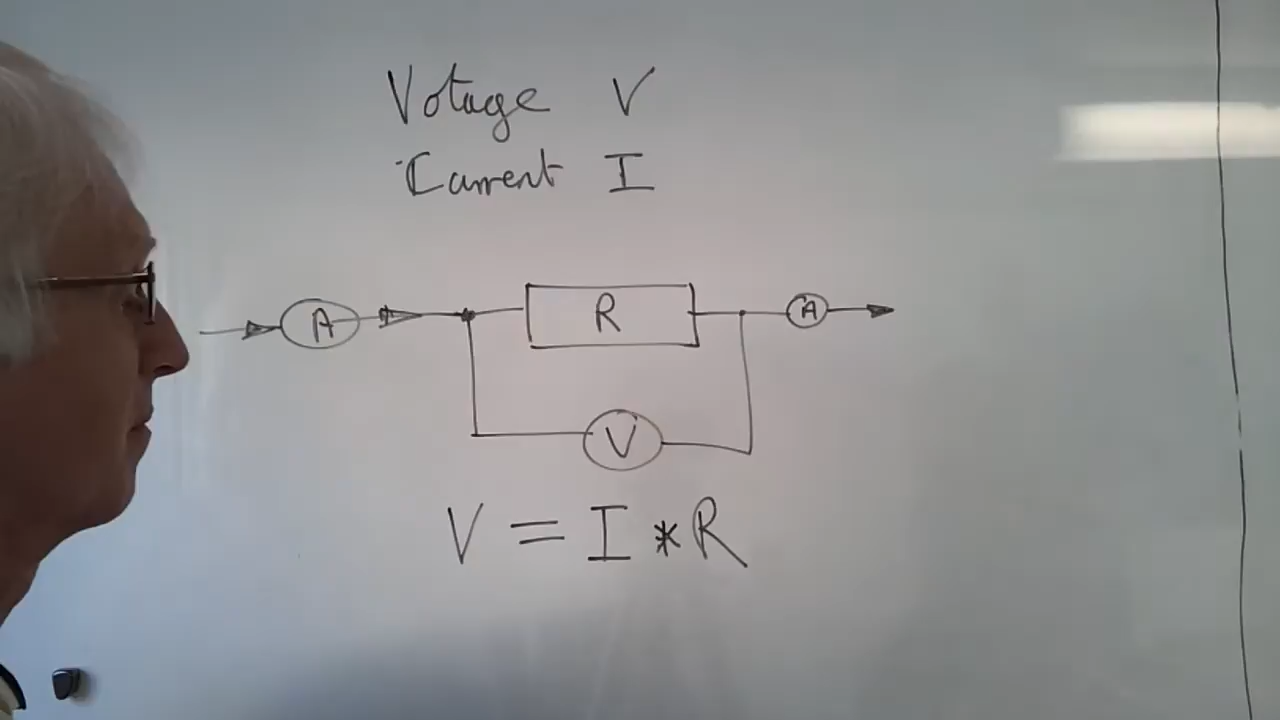 Votage V
Current I
A R A
V
V = I * R